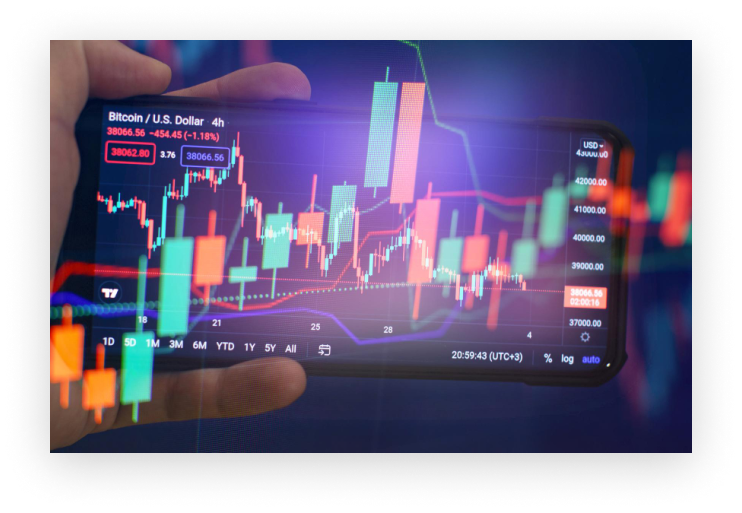 Bitcoin / U.S. Dollar 4h
38066.56 −454.45 (−1.18%)
38062.80 3.76 38066.56
USD
43000.00
42000.00
41000.00
40000.00
39000.00
38066.56
02:00:16
37000.00
18 21 25 28 4
1D 5D 1M 3M 6M YTD 1Y 5Y All
20:59:43 (UTC+3) % log auto